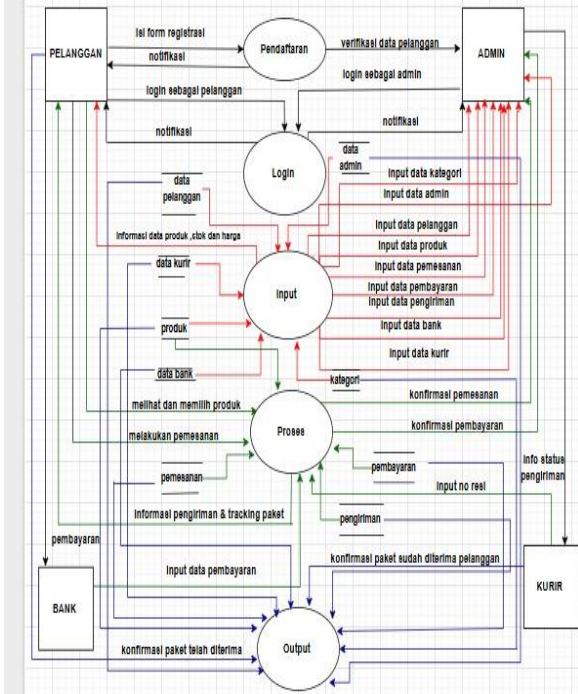 Isi form registrasi
PELANGGAN
Pendaftaran
verifikasi data pelanggan
ADMIN
notifikasi
login sebagai admin
login sebagai pelanggan
notifikasi
notifikasi
Login
data
admin
Input data kategori
data
pelanggan
Input data admin
Input data pelanggan
Informasi data produk ,stok dan harga
Input data produk
data kurir
Input data pemesanan
Input
Input data pembayaran
Input data pengiriman
produk
Input data bank
Input data kurir
data bank
kategori
konfirmasi pemesanan
melihat dan memilih produk
Proses
konfirmasi pembayaran
melakukan pemesanan
Info status
pengiriman
pembayaran
pemesanan
Input no resi
Informasi pengiriman & tracking paket
pengiriman
pembayaran
konfirmasi paket sudah diterima pelanggan
Input data pembayaran
KURIR
BANK
konfirmasi paket telah diterima
Output